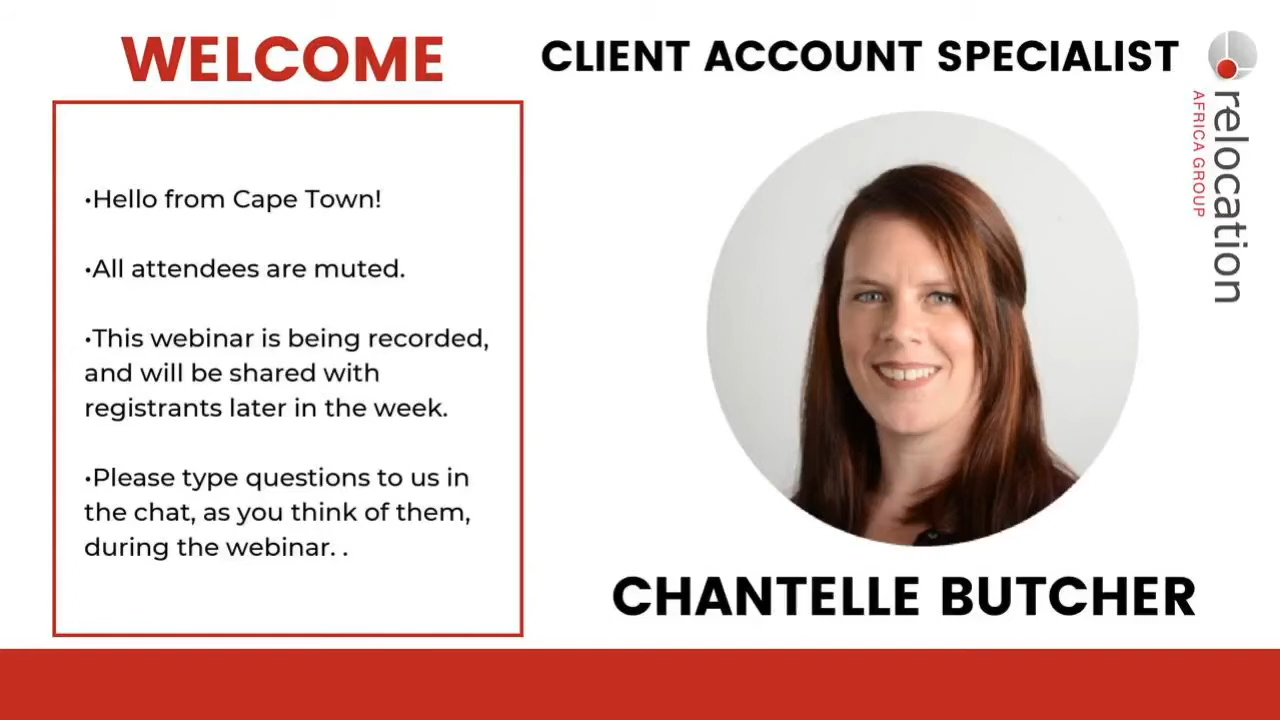 WELCOME
•Hello from Cape Town!
•All attendees are muted.
•This webinar is being recorded,
and will be shared with
registrants later in the week.
•Please type questions to us in
the chat, as you think of them,
during the webinar. .
CLIENT ACCOUNT SPECIALIST
CHANTELLE BUTCHER
relocation
AFRICA GROUP